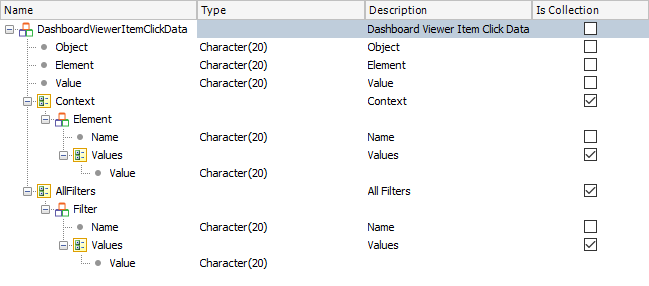 Name Type Description Is Collection
DashboardViewerItemClickData Dashboard Viewer Item Click Data
Object Character(20) Object
Element Character(20) Element
Value Character(20) Value
Context Context
Element
Name Character(20) Name
Values Values
Value Character(20)
AllFilters All Filters
Filter
Name Character(20) Name
Values Values
Value Character(20)